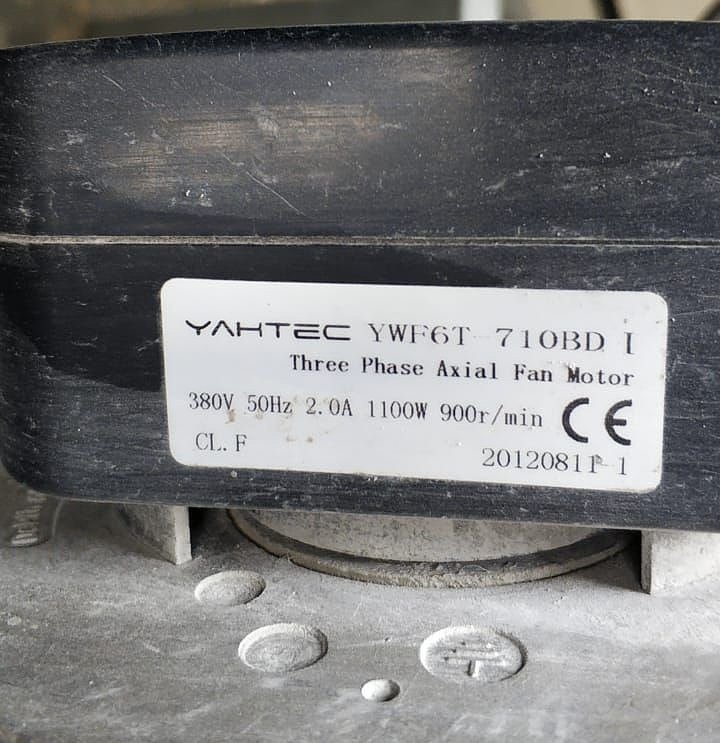 YAHTEC YWF6T-710BD I
Three Phase Axial Fan Motor
380V 50Hz 2.0A 1100W 900r/min CE
CL.F
20120811-1